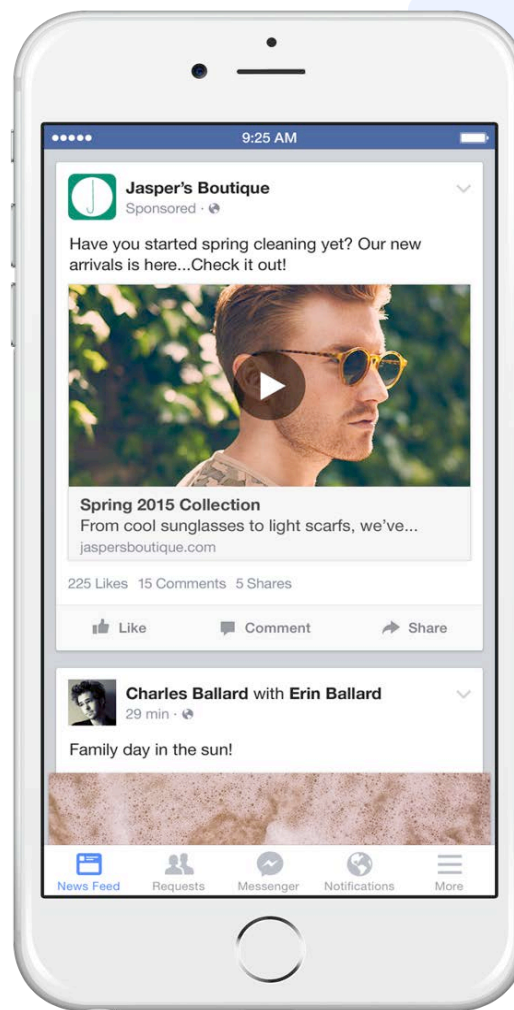 9:25 AM
Jasper's Boutique
Sponsored ·
Have you started spring cleaning yet? Our new
arrivals is here...Check it out!
Spring 2015 Collection
From cool sunglasses to light scarfs, we've...
jaspersboutique.com
225 Likes 15 Comments 5 Shares
Like Comment Share
Charles Ballard with Erin Ballard
29 min ·
Family day in the sun!
News Feed Requests Messenger Notifications More